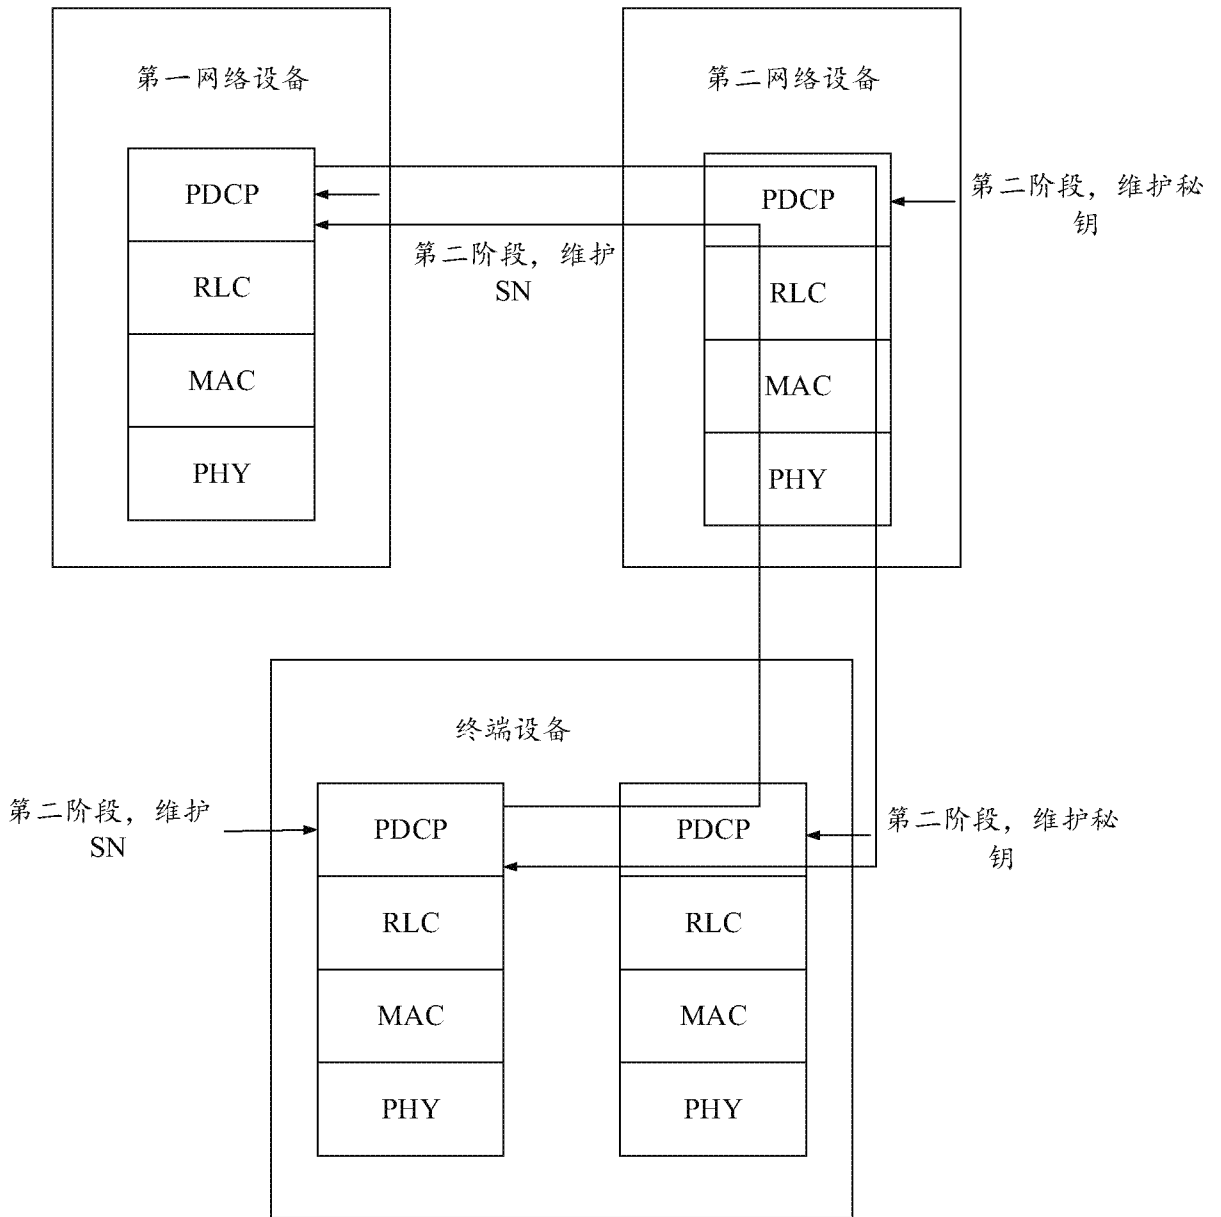 第一网络设备
第二网络设备
PDCP
RLC
MAC
PHY
第二阶段，维护
SN
PDCP
RLC
MAC
PHY
第二阶段，维护秘
钥
终端设备
第二阶段，维护
SN
PDCP
RLC
MAC
PHY
PDCP
RLC
MAC
PHY
第二阶段，维护秘
钥